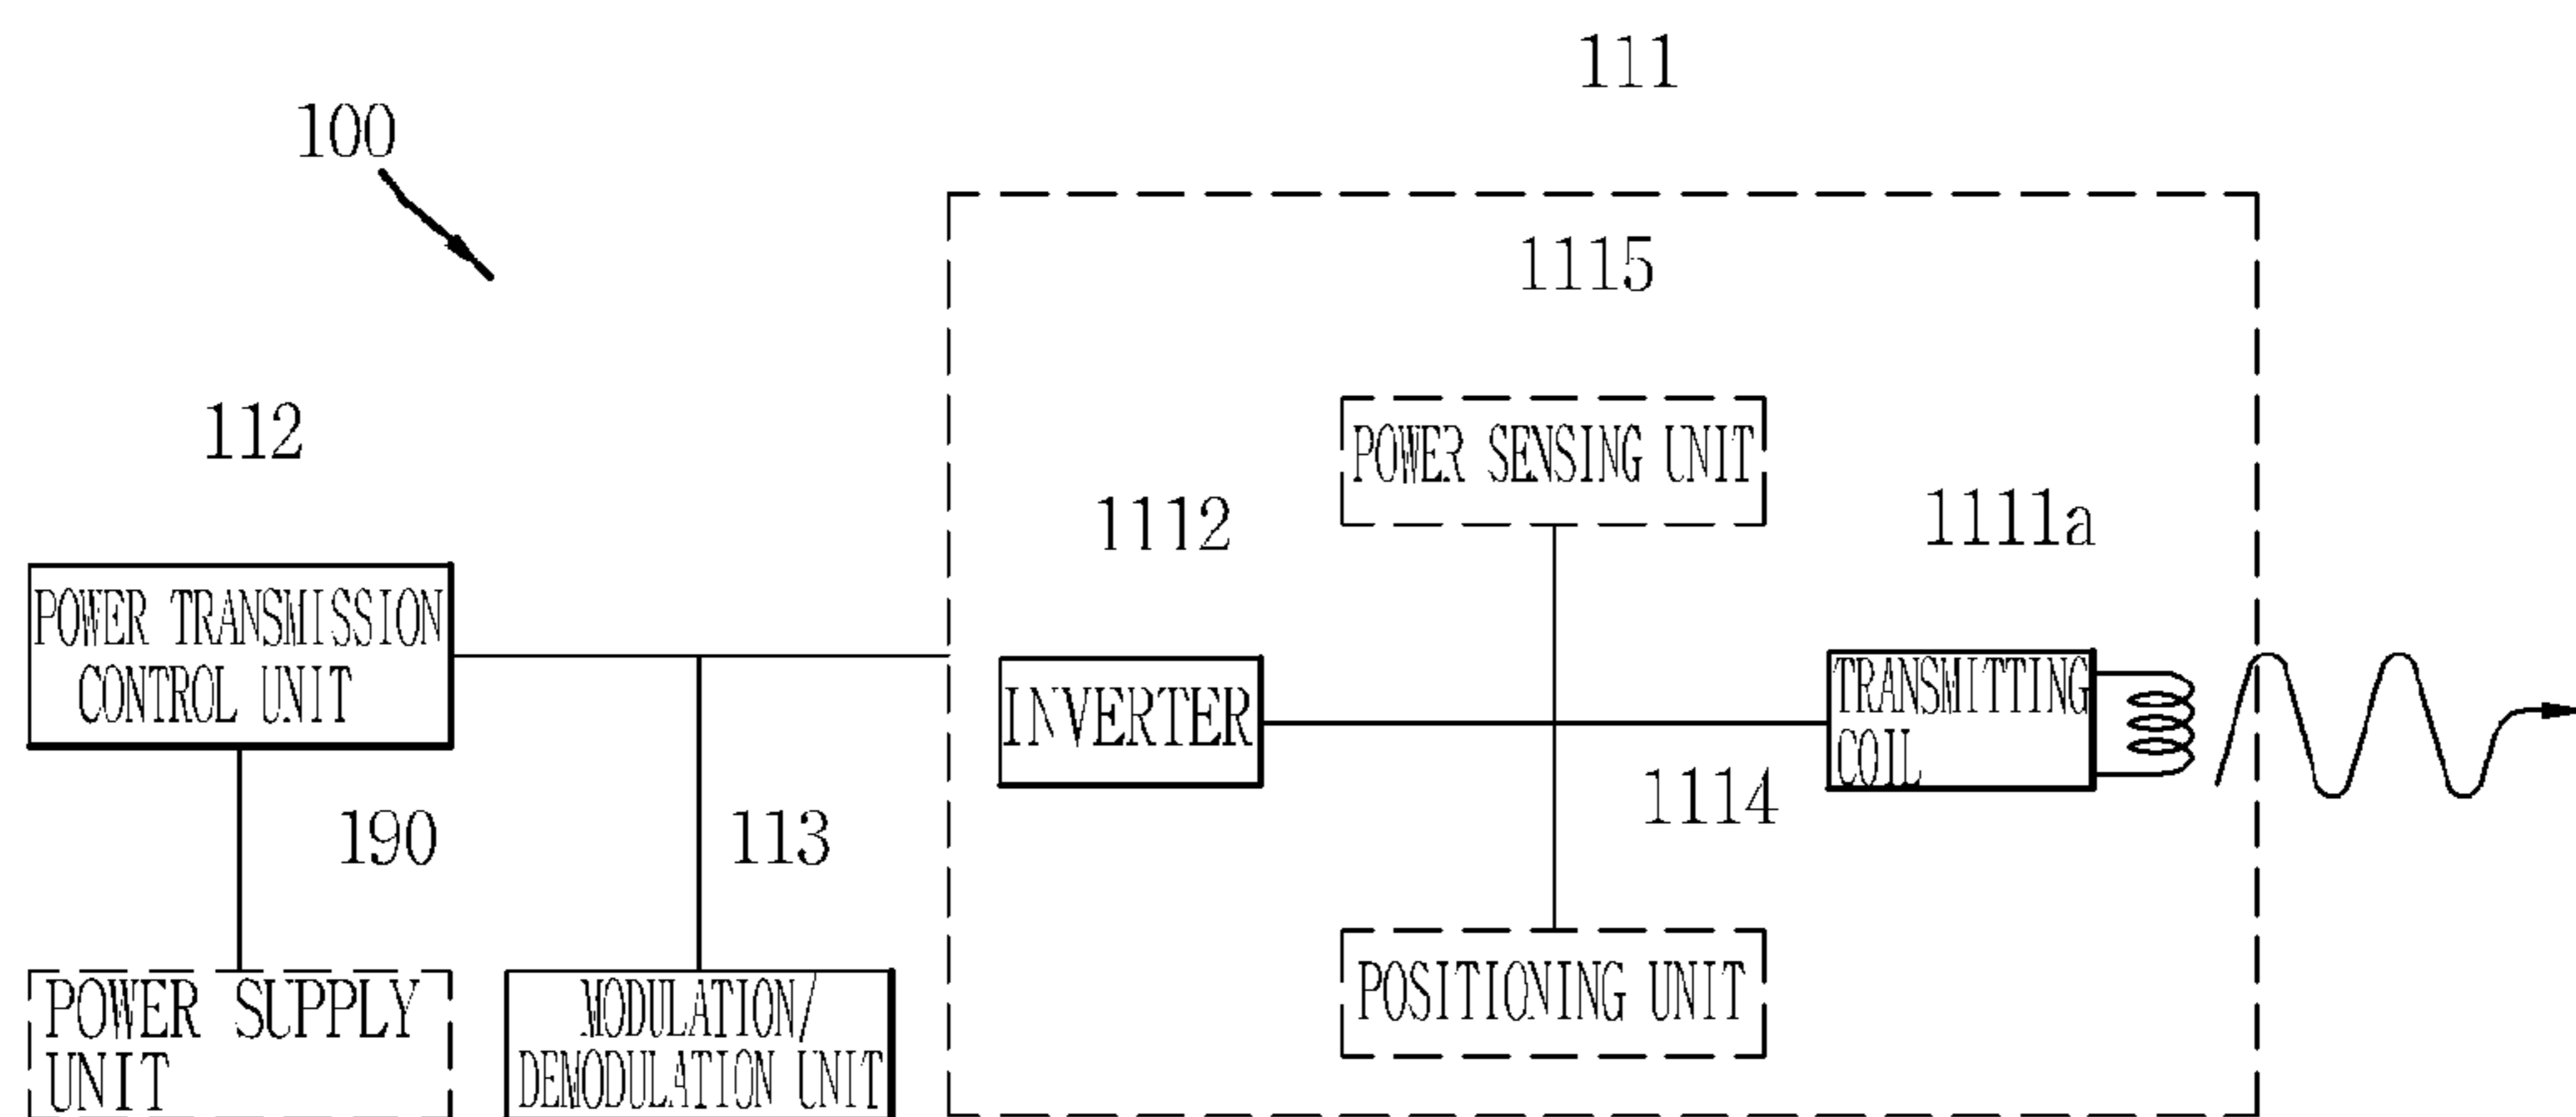 111
100
1115
112
POWER SENSING UNIT
1112
1111a
POWER TRANSMISSION
CONTROL UNIT
INVERTER
TRANSMITTING
COIL
1114
190
113
POSITIONING UNIT
POWER SUPPLY
UNIT
MODULATION/
DEMODULATION UNIT